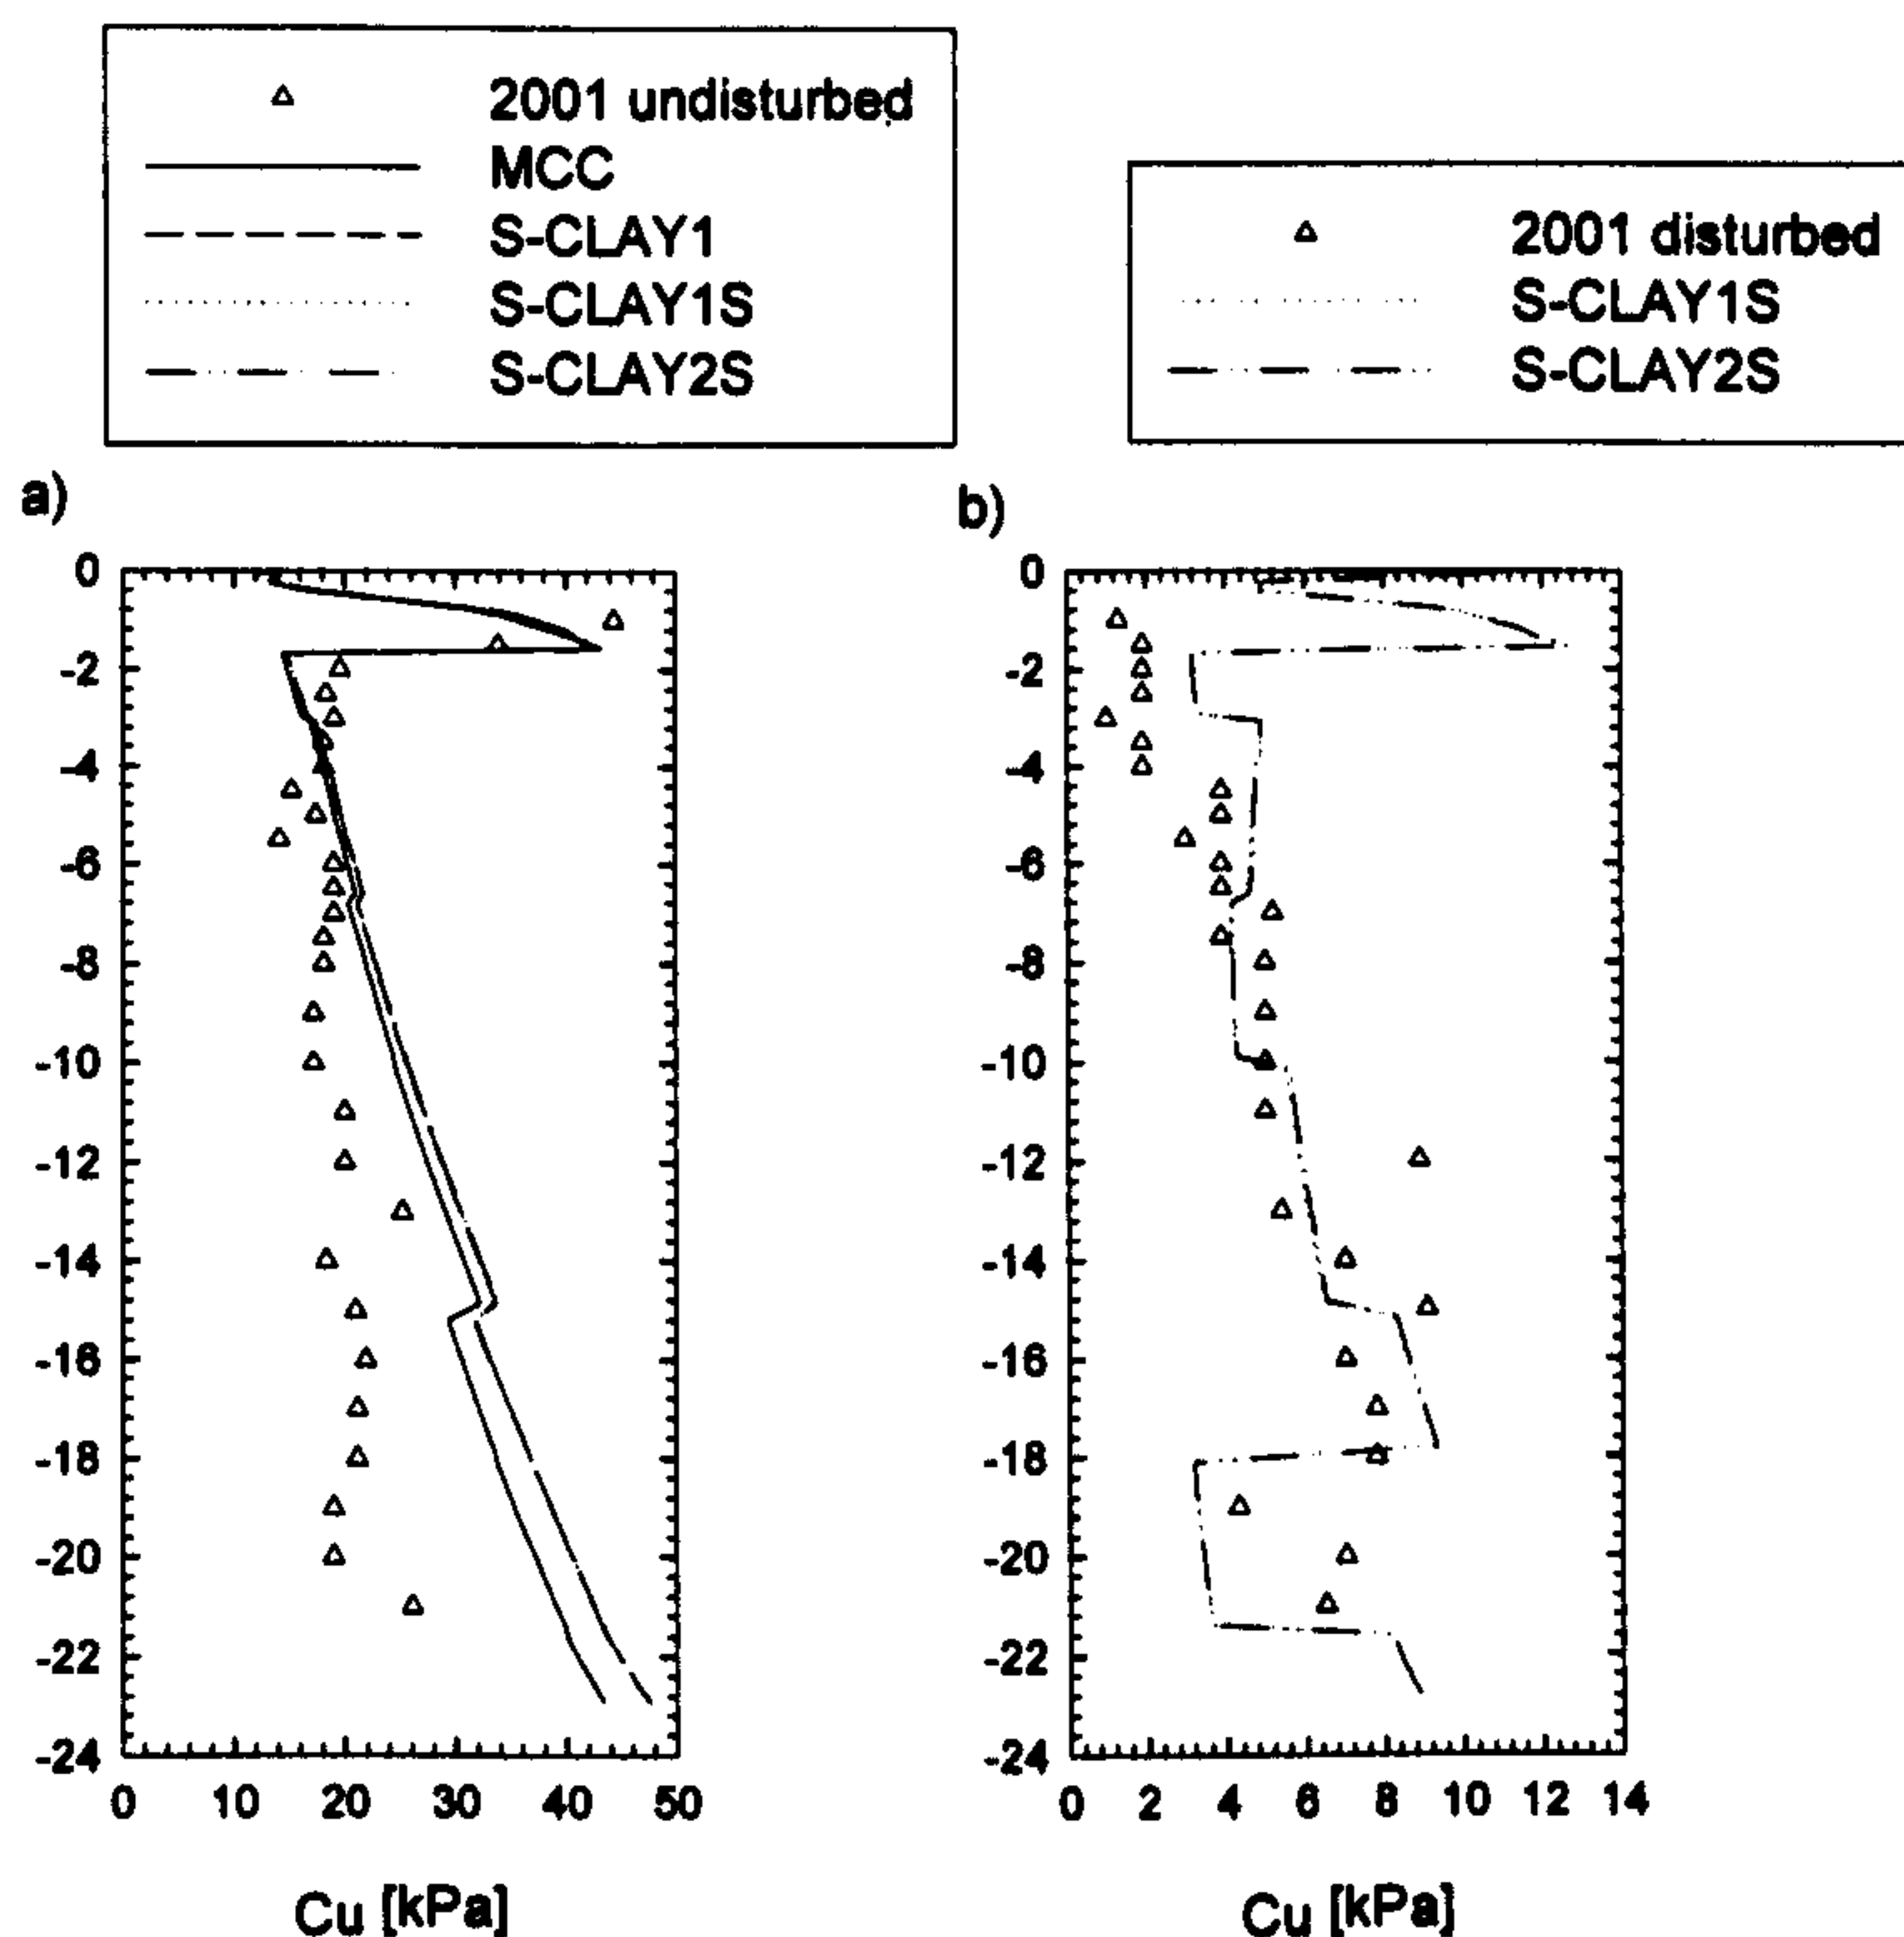 2001 undisturbed
MCC
S-CLAY1
S-CLAY1S
S-CLAY2S
2001 disturbed
S-CLAY1S
S-CLAY2S
a)
0
-2
-4
-6
-8
-10
-12
-14
-16
-18
-20
-22
-24
0 10 20 30 40 50
Cu [kPa]
b)
0
-2
-4
-6
-8
-10
-12
-14
-16
-18
-20
-22
-24
0 2 4 6 8 10 12 14
Cu [kPa]